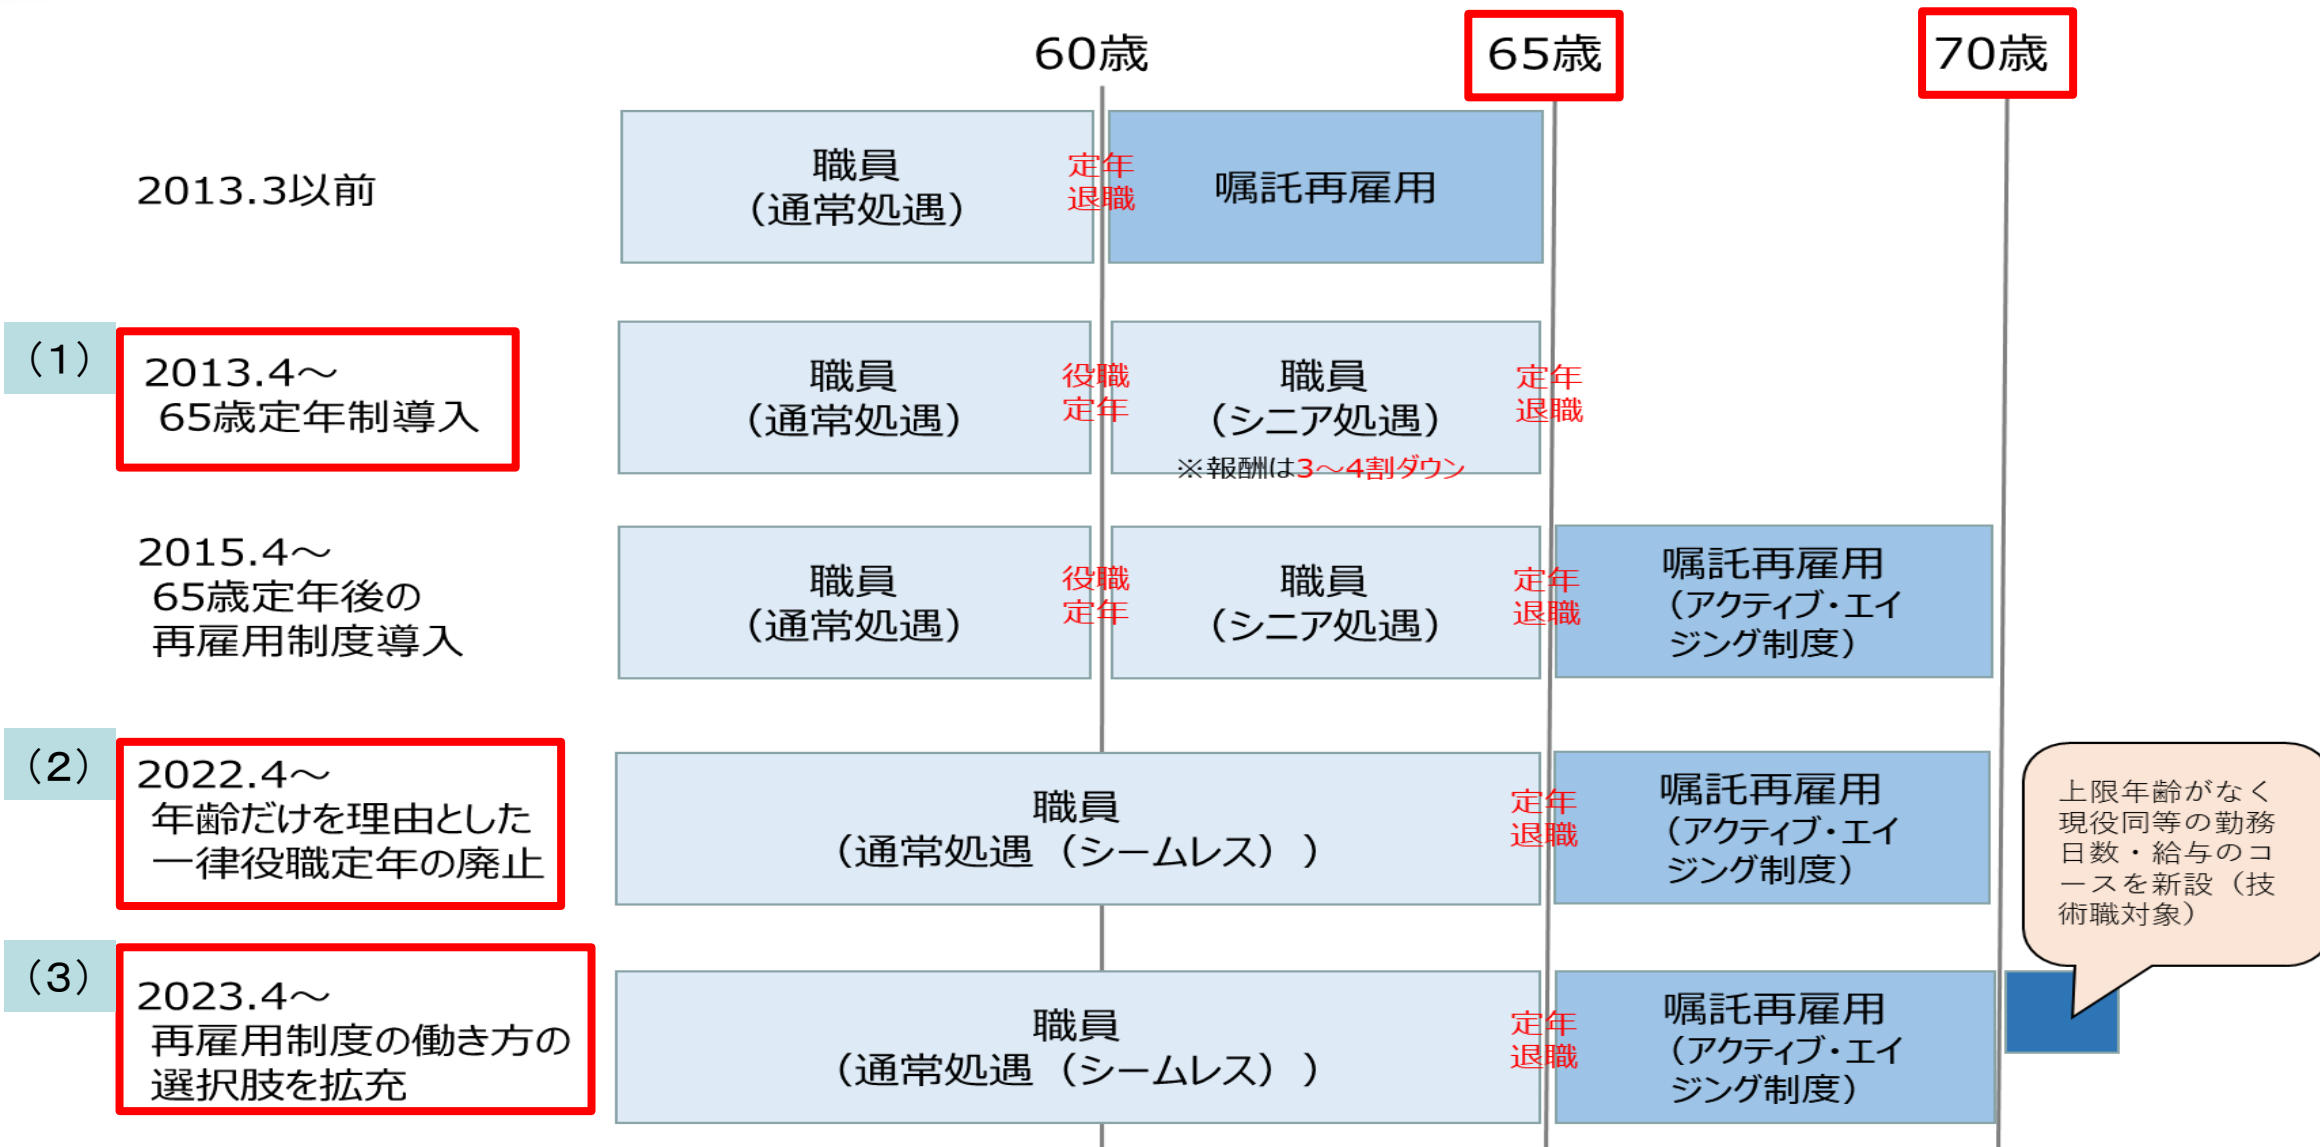 60歳
65歳
70歳
2013.3以前
職員
（通常処遇）
定年
退職
嘱託再雇用
（1）
2013.4～
65歳定年制導入
職員
（通常処遇）
役職
定年
職員
（シニア処遇）
※報酬は3～4割ダウン
定年
退職
2015.4～
65歳定年後の
再雇用制度導入
職員
（通常処遇）
役職
定年
職員
（シニア処遇）
定年
退職
嘱託再雇用
（アクティブ・エイ
ジング制度）
（2）
2022.4～
年齢だけを理由とした
一律役職定年の廃止
職員
（通常処遇（シームレス））
定年
退職
嘱託再雇用
（アクティブ・エイ
ジング制度）
上限年齢がなく
現役同等の勤務
日数・給与のコ
ースを新設（技
術職対象）
（3）
2023.4～
再雇用制度の働き方の
選択肢を拡充
職員
（通常処遇（シームレス））
定年
退職
嘱託再雇用
（アクティブ・エイ
ジング制度）